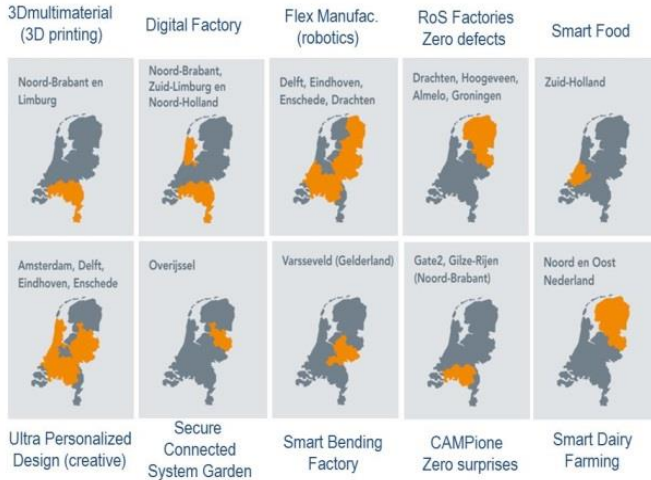 3Dmultimaterial
(3D printing)
Digital Factory
Flex Manufac.
(robotics)
RoS Factories
Zero defects
Smart Food
Noord-Brabant en
Limburg
Noord-Brabant,
Zuid-Limburg en
Noord-Holland
Delft, Eindhoven,
Enschede, Drachten
Drachten, Hoogeveen,
Almelo, Groningen
Zuid-Holland
Amsterdam, Delft,
Eindhoven, Enschede
Overijssel
Varsseveld (Gelderland)
Gate2, Gilze-Rijen
(Noord-Brabant)
Noord en Oost
Nederland
Ultra Personalized
Design (creative)
Secure
Connected
System Garden
Smart Bending
Factory
CAMPione
Zero surprises
Smart Dairy
Farming